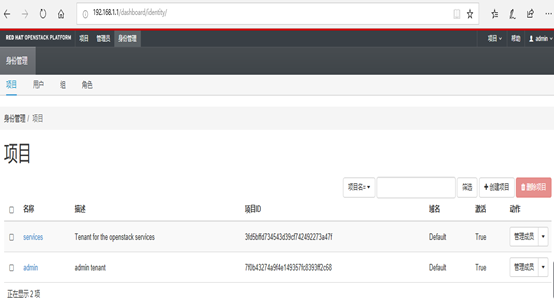 192.168.1.1/dashboard/identity/
RED HAT OPENSTACK PLATFORM 项目 管理员 身份管理 项目 帮助 admin
身份管理
项目 用户 组 角色
身份管理 / 项目
项目
项目名= 筛选 创建项目 删除项目
名称 描述 项目ID 域名 激活 动作
services Tenant for the openstack services Default True 管理成员
admin admin tenant Default True 管理成员
正在显示 2 项